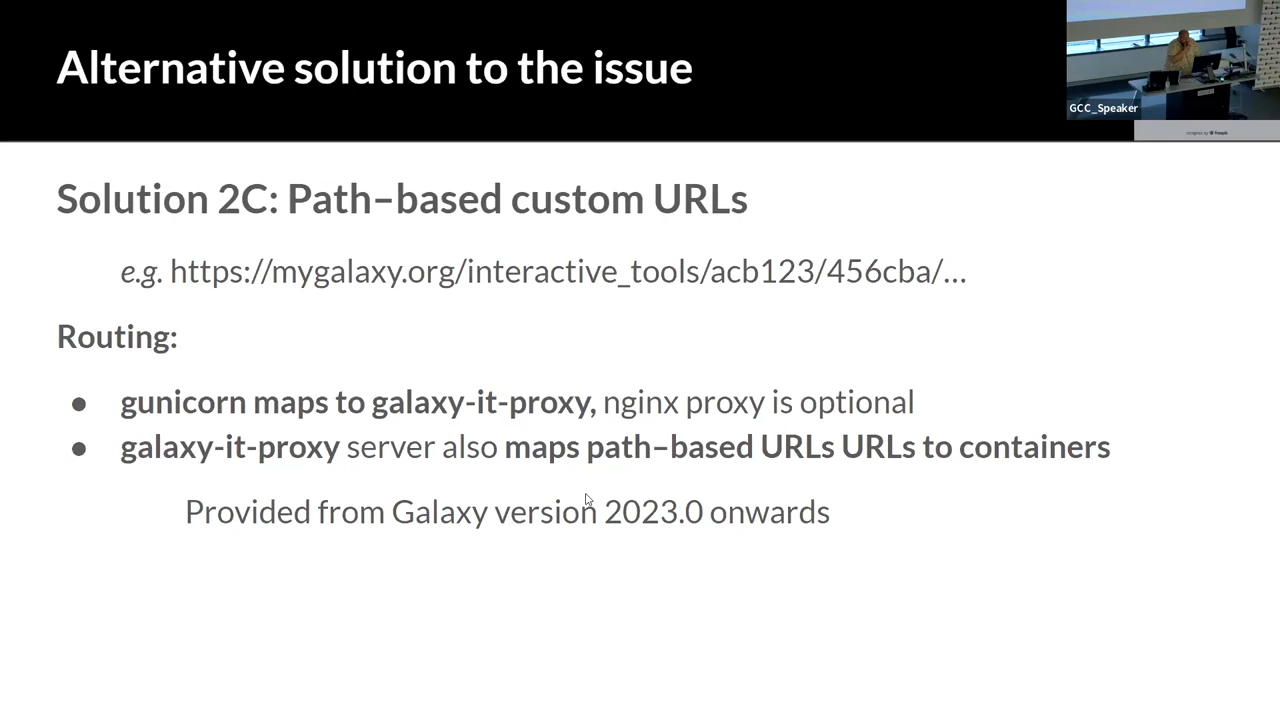 Alternative solution to the issue
GCC_Speaker
Solution 2C: Path–based custom URLs
e.g. https://mygalaxy.org/interactive_tools/acb123/456cba/...
Routing:
● gunicorn maps to galaxy-it-proxy, nginx proxy is optional
● galaxy-it-proxy server also maps path–based URLs URLs to containers
Provided from Galaxy version 2023.0 onwards